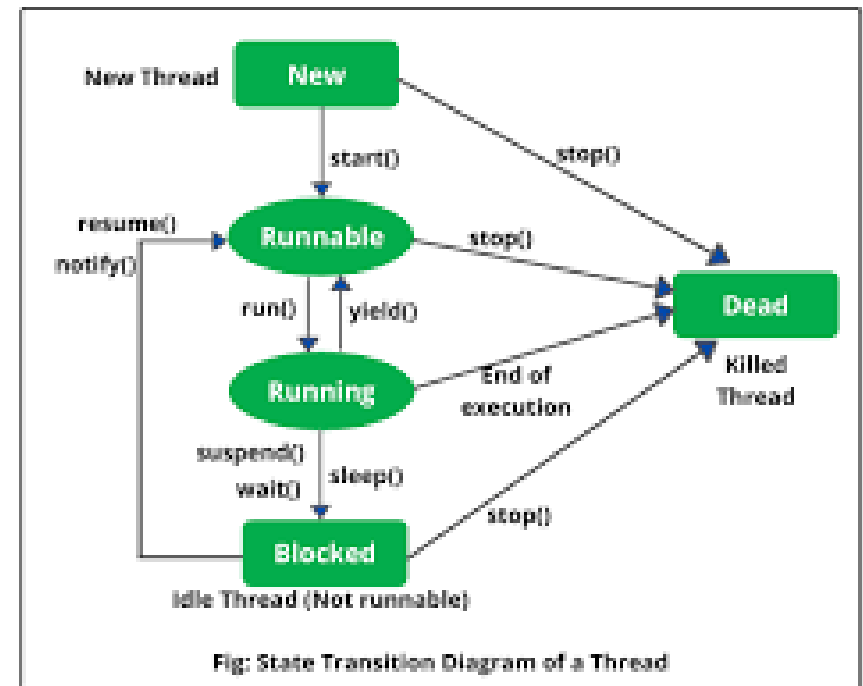 New Thread
New
start()
stop()
resume()
notify()
Runnable
stop()
Dead
Killed
Thread
run()
yield()
Running
End of
execution
suspend()
wait()
sleep()
stop()
Blocked
Idle Thread (Not runnable)
Fig: State Transition Diagram of a Thread